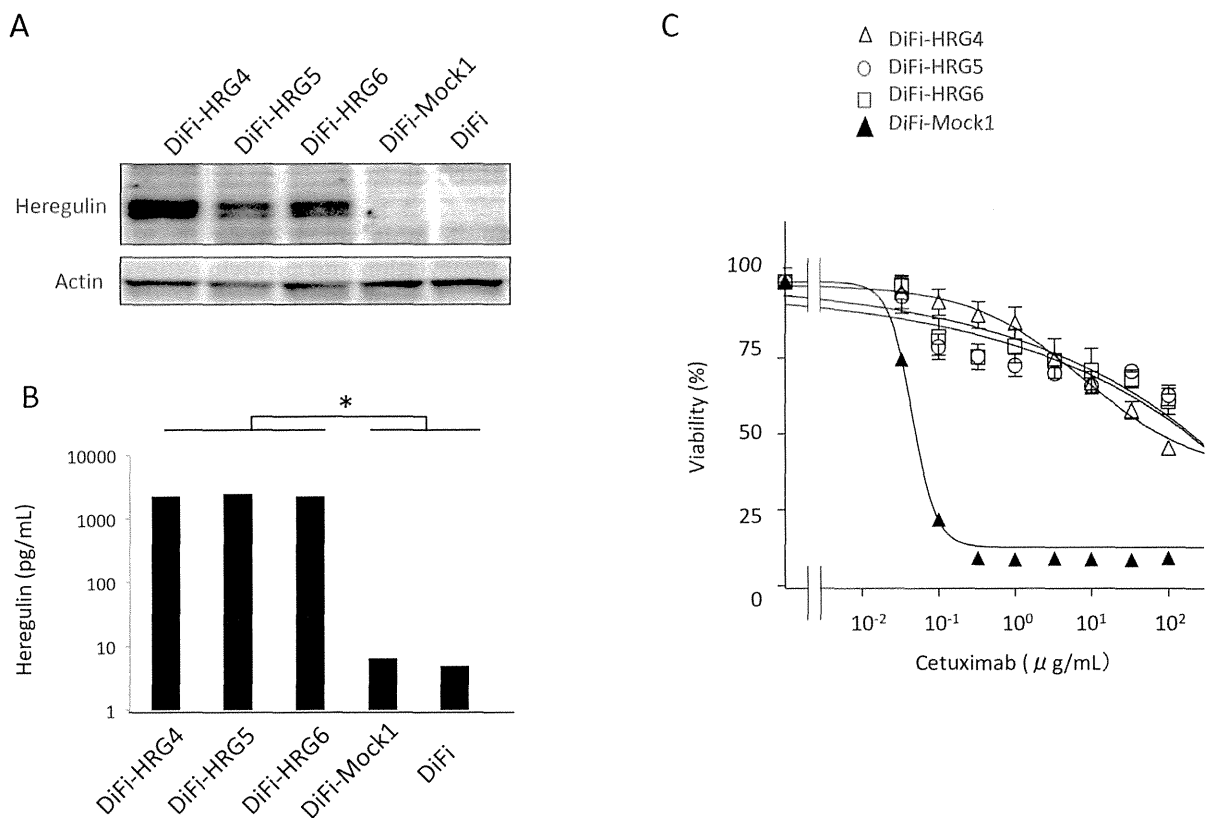 A
DiFi-HRG4
DiFi-HRG5
DiFi-HRG6
DiFi-Mock1
DiFi
Heregulin
Actin
B
*
Heregulin (pg/mL)
10000
1000
100
10
1
DiFi-HRG4
DiFi-HRG5
DiFi-HRG6
DiFi-Mock1
DiFi
C
DiFi-HRG4
DiFi-HRG5
DiFi-HRG6
DiFi-Mock1
Viability (%)
100
75
50
25
0
10⁻² 10⁻¹ 10⁰ 10¹ 10²
Cetuximab (μg/mL)